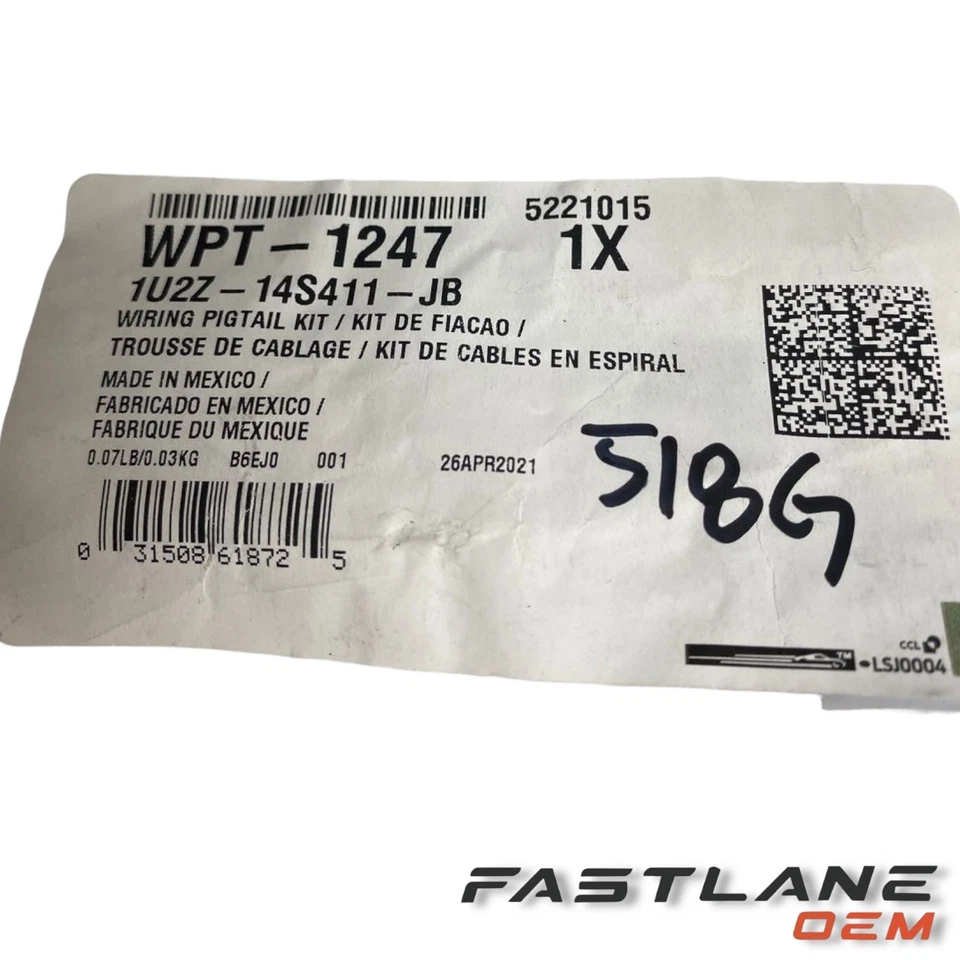 5221015
WPT-1247 1X
1U2Z-14S411-JB
WIRING PIGTAIL KIT / KIT DE FIACAO /
TROUSSE DE CABLAGE / KIT DE CABLES EN ESPIRAL
MADE IN MEXICO /
FABRICADO EN MEXICO /
FABRIQUE DU MEXIQUE
0.07LB/0.03KG B6EJ0 001 26APR2021
518G
0 31508 61872 5
CCL
TM
•LSJ0004
FASTLANE
OEM